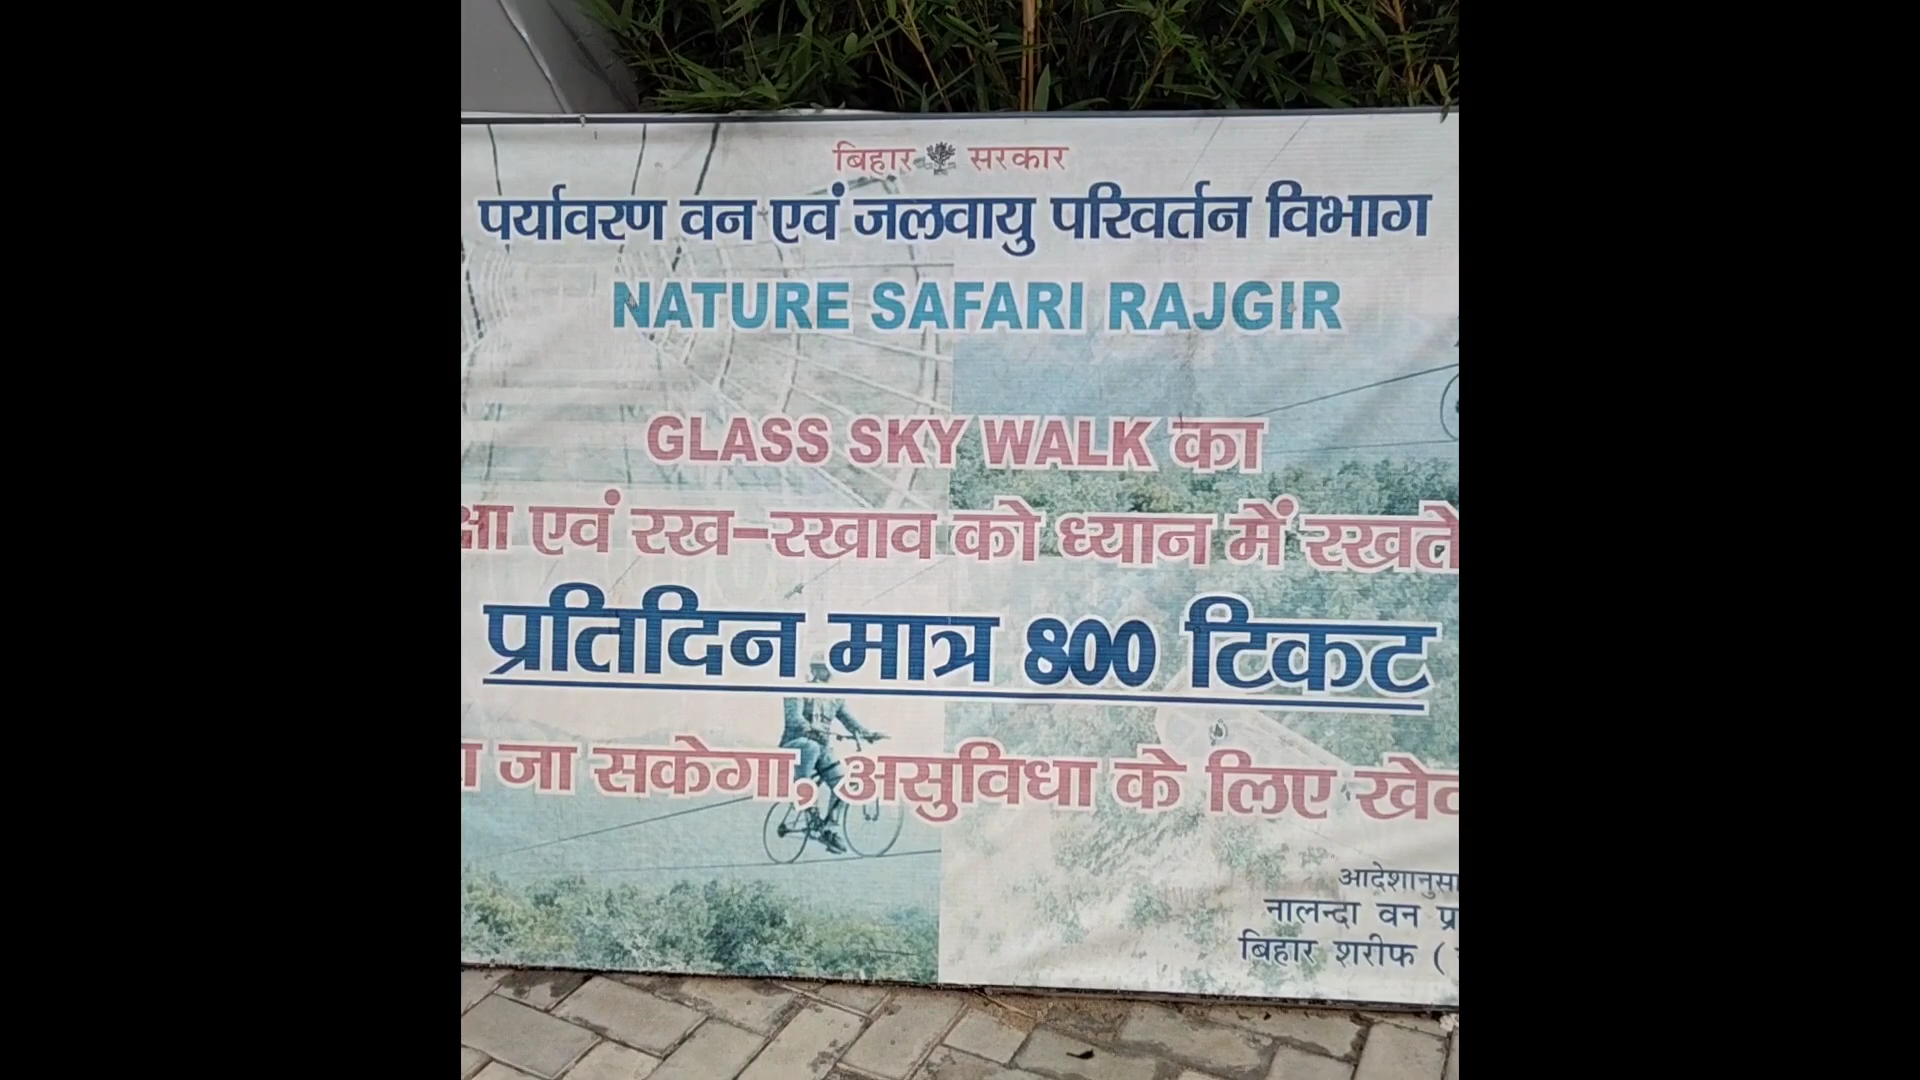 बिहार सरकार
पर्यावरण वन एवं जलवायु परिवर्तन विभाग
NATURE SAFARI RAJGIR
GLASS SKY WALK का
एवं रख-रखाव को ध्यान में रखते
प्रतिदिन मात्र 800 टिकट
जा सकेगा, असुविधा के लिए
नालन्दा वन
बिहार शरीफ (